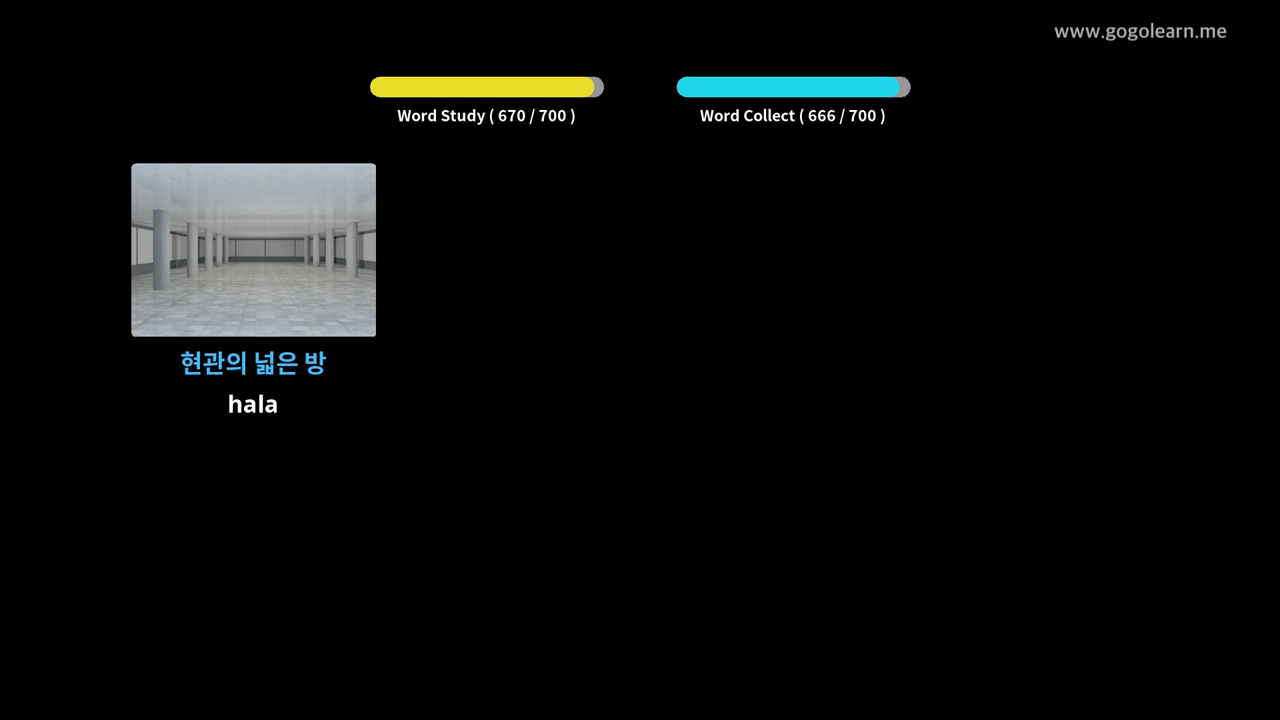 www.gogolearn.me
Word Study ( 670 / 700 )
Word Collect ( 666 / 700 )
현관의 넓은 방
hala